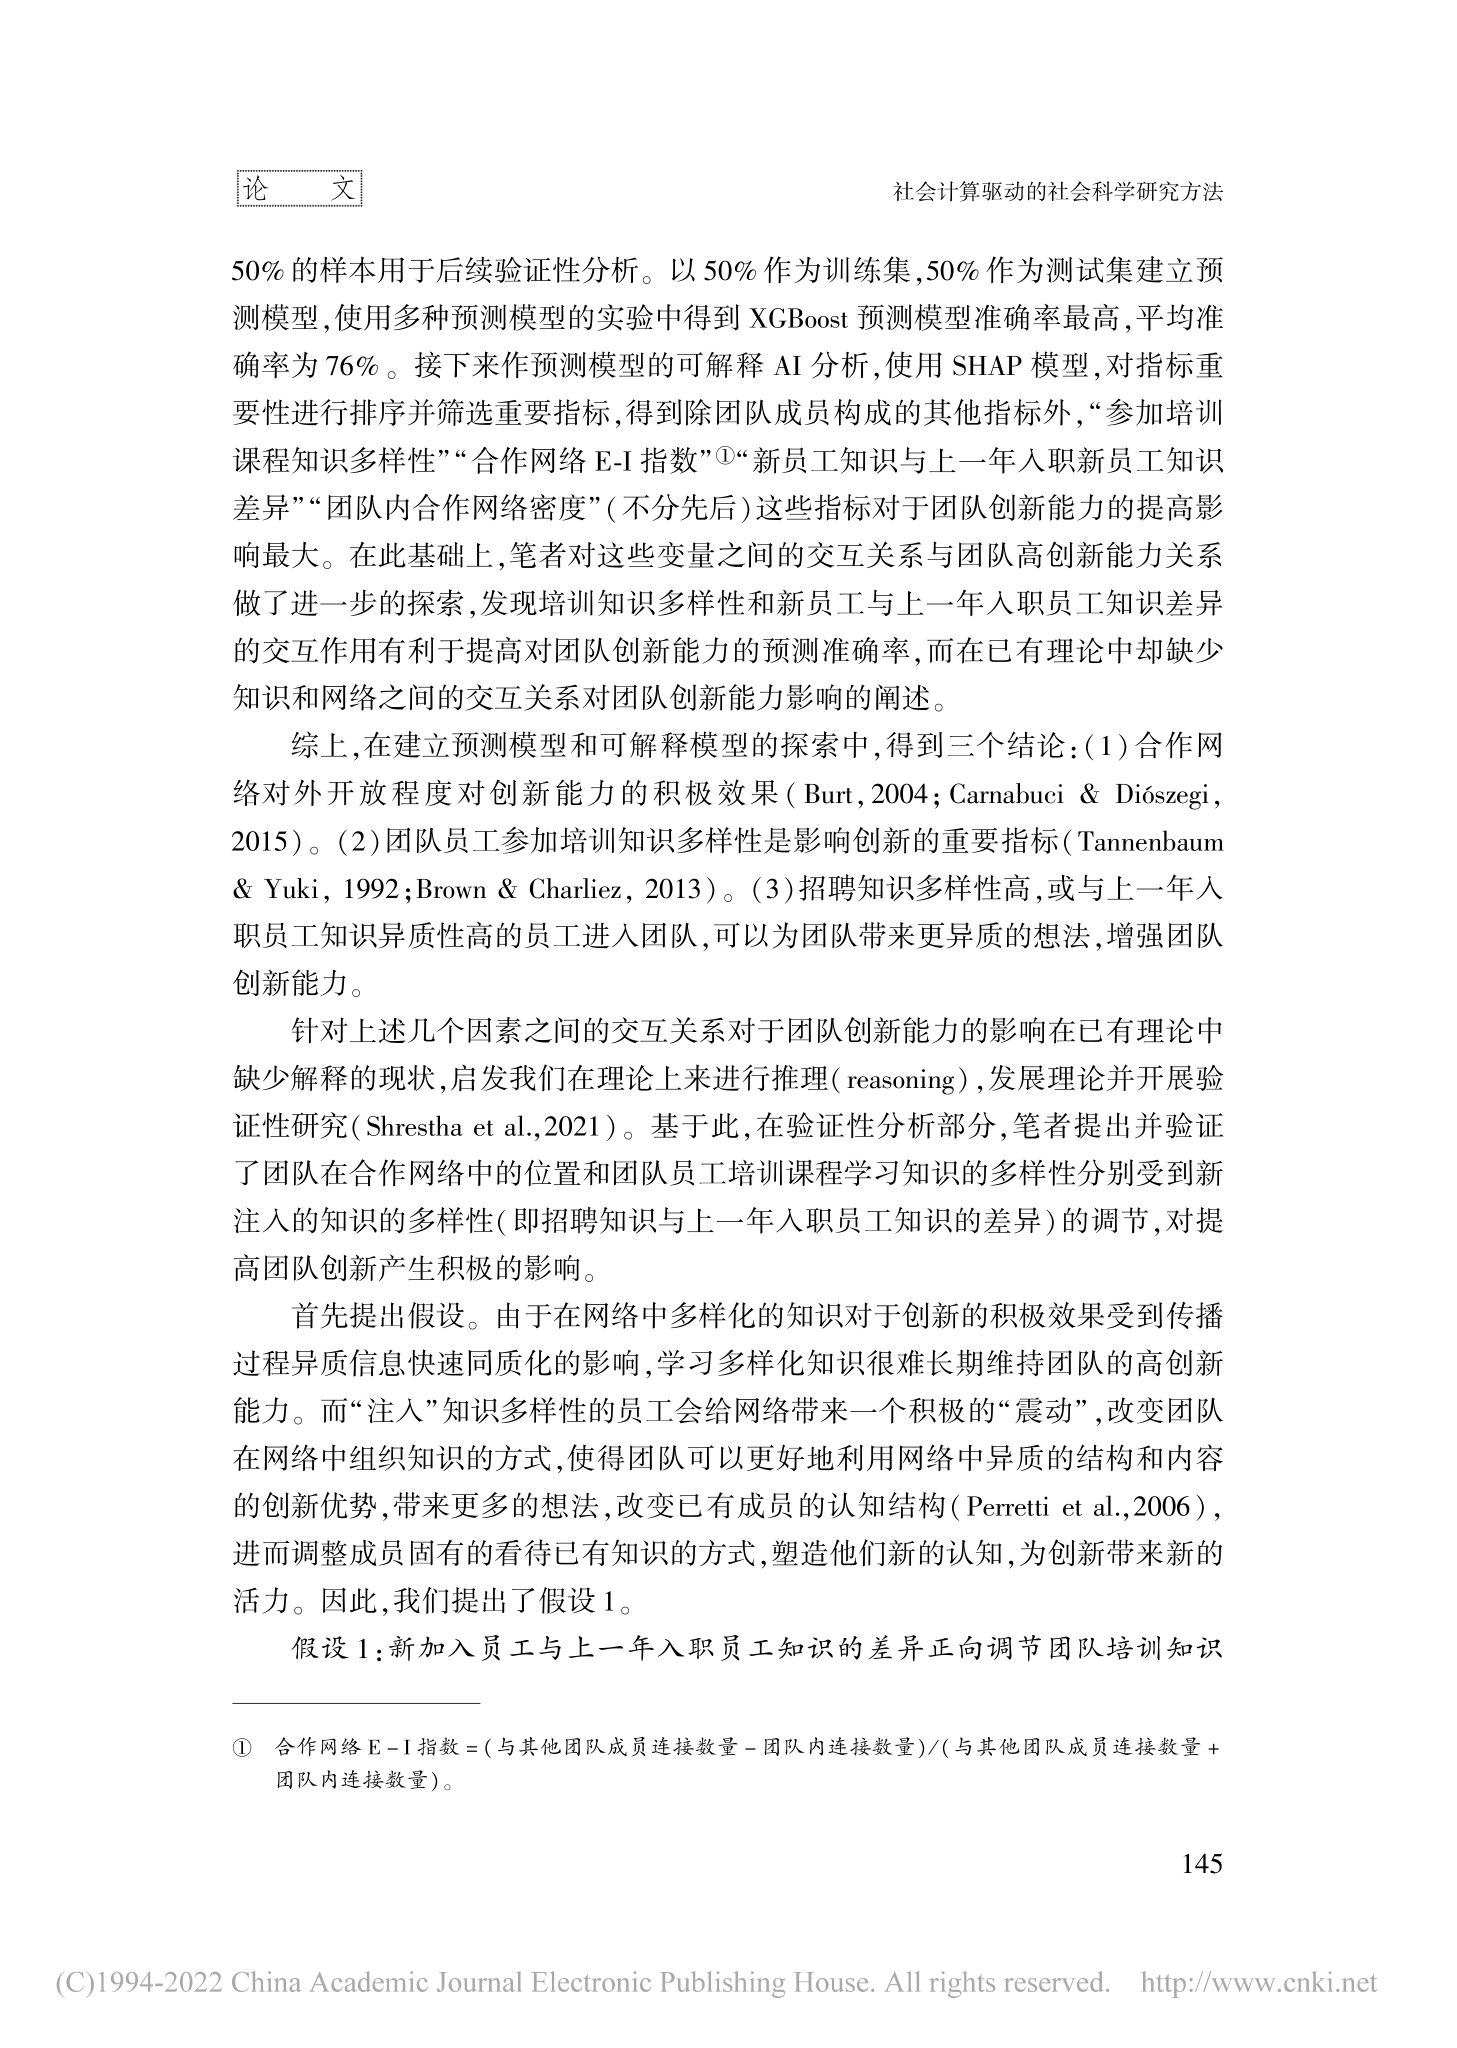 论 文
社会计算驱动的社会科学研究方法
50%的样本用于后续验证性分析。以50%作为训练集,50%作为测试集建立预
测模型,使用多种预测模型的实验中得到 XGBoost 预测模型准确率最高,平均准
确率为76%。接下来作预测模型的可解释 AI 分析,使用 SHAP 模型,对指标重
要性进行排序并筛选重要指标,得到除团队成员构成的其他指标外,“参加培训
课程知识多样性”“合作网络 E-I 指数”①“新员工知识与上一年入职新员工知识
差异”“团队内合作网络密度”(不分先后)这些指标对于团队创新能力的提高影
响最大。在此基础上,笔者对这些变量之间的交互关系与团队高创新能力关系
做了进一步的探索,发现培训知识多样性和新员工与上一年入职员工知识差异
的交互作用有利于提高对团队创新能力的预测准确率,而在已有理论中却缺少
知识和网络之间的交互关系对团队创新能力影响的阐述。
综上,在建立预测模型和可解释模型的探索中,得到三个结论:(1)合作网
络对外开放程度对创新能力的积极效果(Burt,2004;Carnabuci & Diószegi,
2015)。(2)团队员工参加培训知识多样性是影响创新的重要指标(Tannenbaum
& Yuki, 1992;Brown & Charliez, 2013)。(3)招聘知识多样性高,或与上一年入
职员工知识异质性高的员工进入团队,可以为团队带来更异质的想法,增强团队
创新能力。
针对上述几个因素之间的交互关系对于团队创新能力的影响在已有理论中
缺少解释的现状,启发我们在理论上来进行推理(reasoning),发展理论并开展验
证性研究(Shrestha et al.,2021)。基于此,在验证性分析部分,笔者提出并验证
了团队在合作网络中的位置和团队员工培训课程学习知识的多样性分别受到新
注入的知识的多样性(即招聘知识与上一年入职员工知识的差异)的调节,对提
高团队创新产生积极的影响。
首先提出假设。由于在网络中多样化的知识对于创新的积极效果受到传播
过程异质信息快速同质化的影响,学习多样化知识很难长期维持团队的高创新
能力。而“注入”知识多样性的员工会给网络带来一个积极的“震动”,改变团队
在网络中组织知识的方式,使得团队可以更好地利用网络中异质的结构和内容
的创新优势,带来更多的想法,改变已有成员的认知结构(Perretti et al.,2006),
进而调整成员固有的看待已有知识的方式,塑造他们新的认知,为创新带来新的
活力。因此,我们提出了假设1。
假设1:新加入员工与上一年入职员工知识的差异正向调节团队培训知识
① 合作网络 E－I 指数=(与其他团队成员连接数量－团队内连接数量)/(与其他团队成员连接数量+
团队内连接数量)。
145
(C)1994-2022 China Academic Journal Electronic Publishing House. All rights reserved. http://www.cnki.net